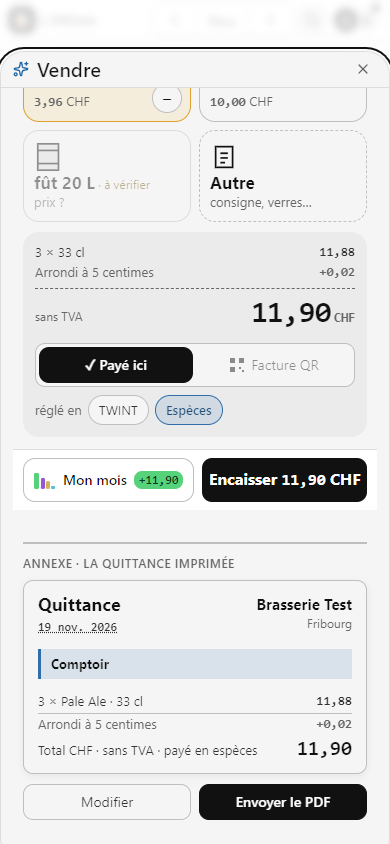 Vendre
3,96 CHF
10,00 CHF
fût 20 L · à vérifier
prix ?
Autre
consigne, verres…
3 × 33 cl 11,88
Arrondi à 5 centimes +0,02
sans TVA 11,90 CHF
✓ Payé ici
Facture QR
réglé en TWINT Espèces
Mon mois +11,90
Encaisser 11,90 CHF
ANNEXE · LA QUITTANCE IMPRIMÉE
Quittance Brasserie Test
19 nov. 2026 Fribourg
Comptoir
3 × Pale Ale · 33 cl 11,88
Arrondi à 5 centimes +0,02
Total CHF · sans TVA · payé en espèces 11,90
Modifier
Envoyer le PDF